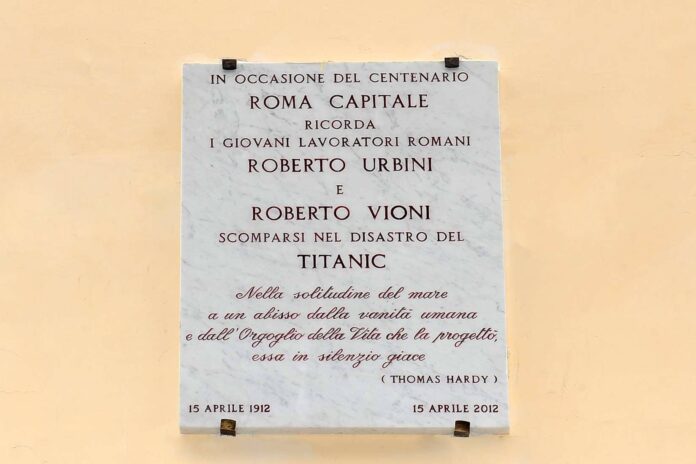 IN OCCASIONE DEL CENTENARIO
ROMA CAPITALE
RICORDA
I GIOVANI LAVORATORI ROMANI
ROBERTO URBINI
E
ROBERTO VIONI
SCOMPARSI NEL DISASTRO DEL
TITANIC
Nella solitudine del mare
a un abisso dalla vanità umana
e dall'Orgoglio della Vita che la progettò,
essa in silenzio giace
( THOMAS HARDY )
15 APRILE 1912 15 APRILE 2012